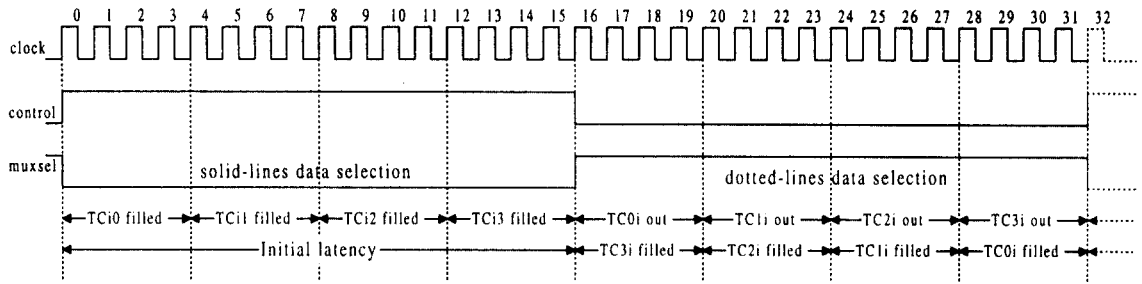 0 1 2 3 4 5 6 7 8 9 10 11 12 13 14 15 16 17 18 19 20 21 22 23 24 25 26 27 28 29 30 31 32
clock
control
muxsel
solid-lines data selection dotted-lines data selection
TCi0 filled TCi1 filled TCi2 filled TCi3 filled TC0i out TC1i out TC2i out TC3i out
Initial latency TC3i filled TC2i filled TC1i filled TC0i filled